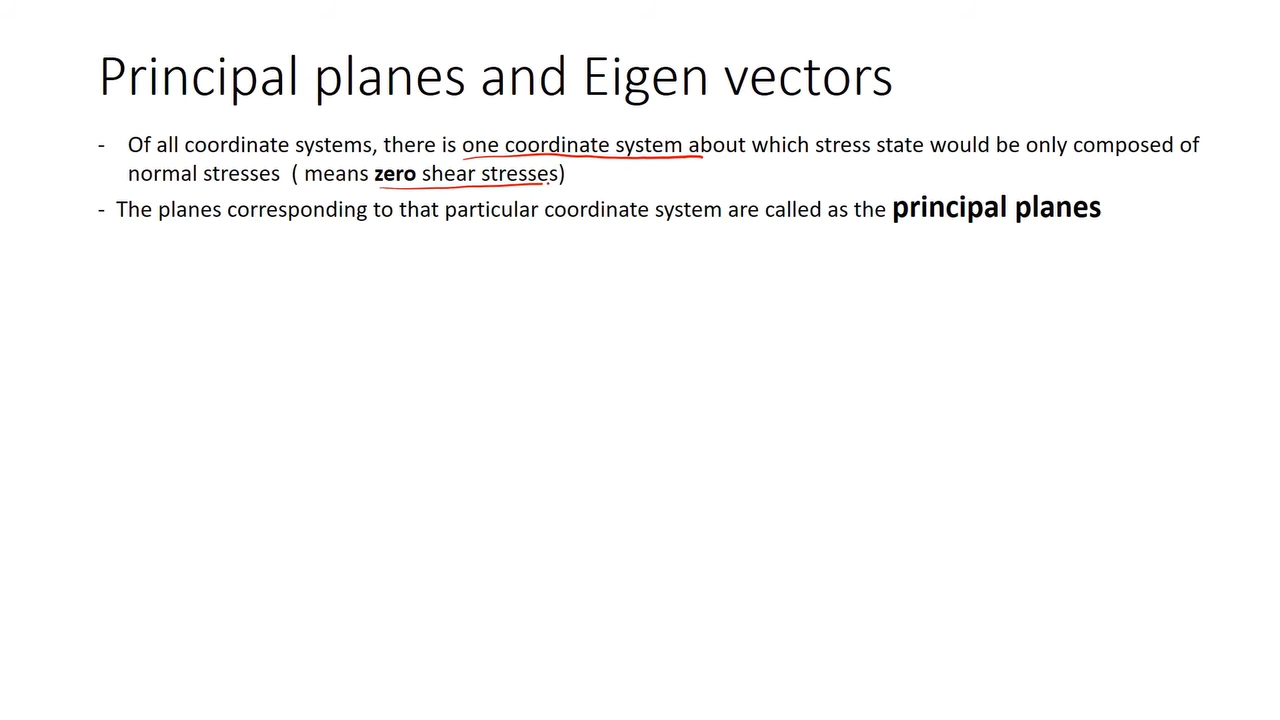 Principal planes and Eigen vectors
- Of all coordinate systems, there is one coordinate system about which stress state would be only composed of
normal stresses ( means zero shear stresses)
- The planes corresponding to that particular coordinate system are called as the principal planes